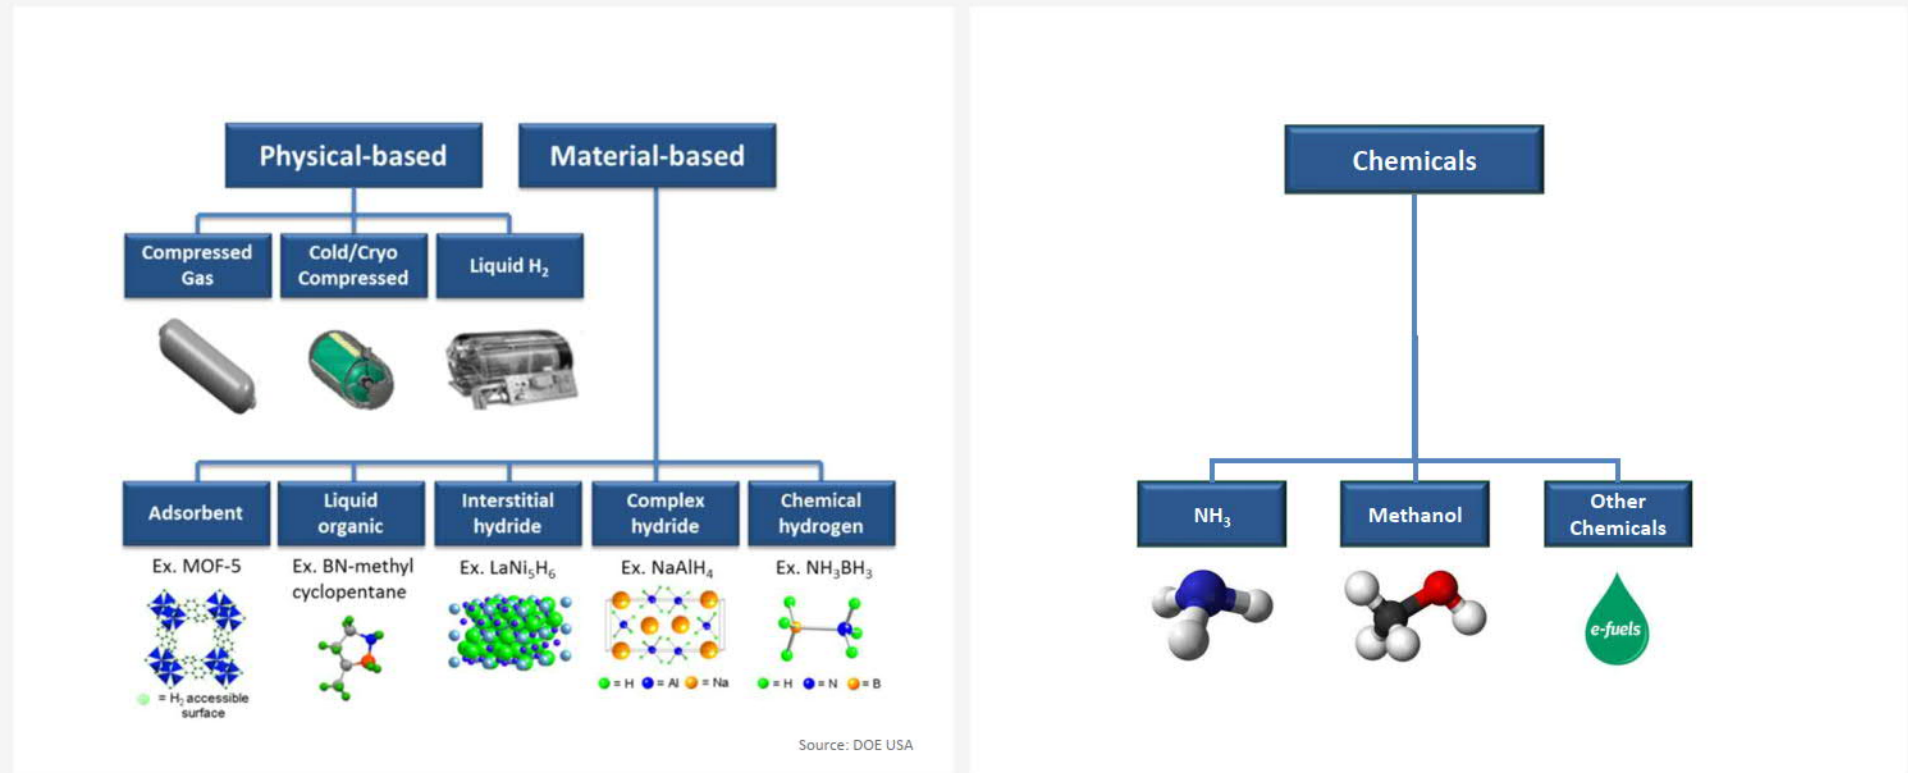 Physical-based
Material-based
Compressed
Gas
Cold/Cryo
Compressed
Liquid H₂
Adsorbent
Liquid
organic
Interstitial
hydride
Complex
hydride
Chemical
hydrogen
Ex. MOF-5
Ex. BN-methyl
cyclopentane
Ex. LaNi₅H₆
Ex. NaAlH₄
Ex. NH₃BH₃
= H₂ accessible
surface
= H = Al = Na
= H = N = B
Source: DOE USA
Chemicals
NH₃
Methanol
Other
Chemicals
e-fuels